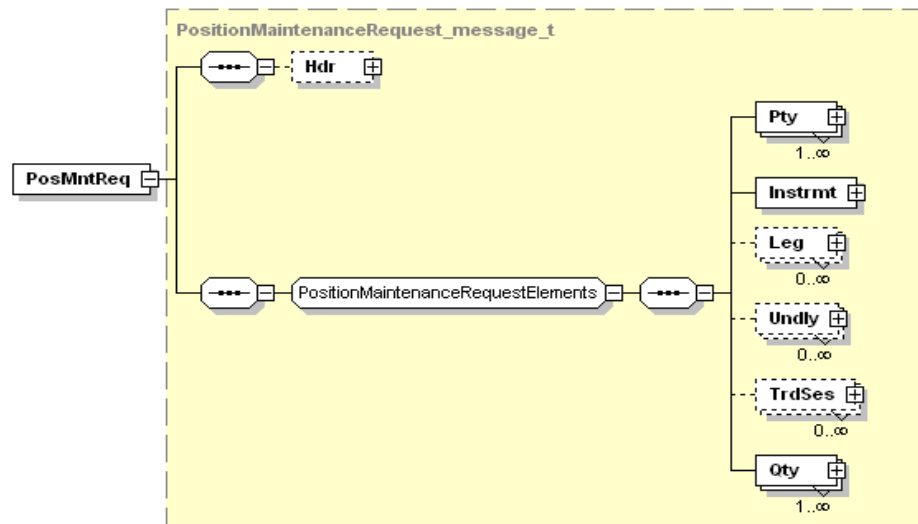 PositionMaintenanceRequest_message_t
Hdr
Pty
1..∞
PosMntReq
Instrmt
Leg
0..∞
PositionMaintenanceRequestElements
Undly
0..∞
TrdSes
0..∞
Qty
1..∞